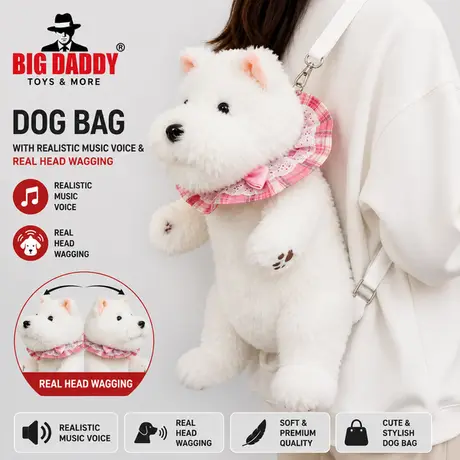 BIG DADDY®
TOYS & MORE
DOG BAG
WITH REALISTIC MUSIC VOICE &
REAL HEAD WAGGING
REALISTIC
MUSIC
VOICE
REAL
HEAD
WAGGING
REAL HEAD WAGGING
REALISTIC
MUSIC VOICE
REAL
HEAD
WAGGING
SOFT &
PREMIUM
QUALITY
CUTE &
STYLISH
DOG BAG